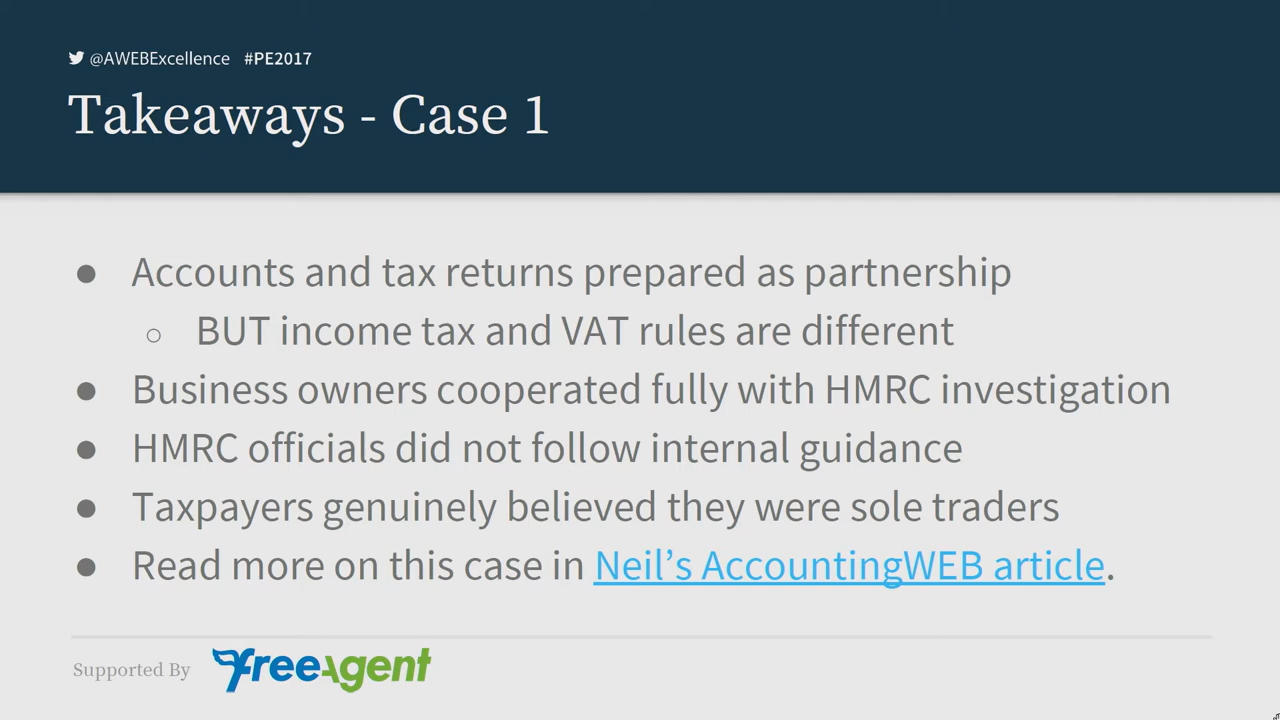 @AWEBExcellence #PE2017
Takeaways - Case 1
● Accounts and tax returns prepared as partnership
○ BUT income tax and VAT rules are different
● Business owners cooperated fully with HMRC investigation
● HMRC officials did not follow internal guidance
● Taxpayers genuinely believed they were sole traders
● Read more on this case in Neil’s AccountingWEB article.
Supported By freeagent